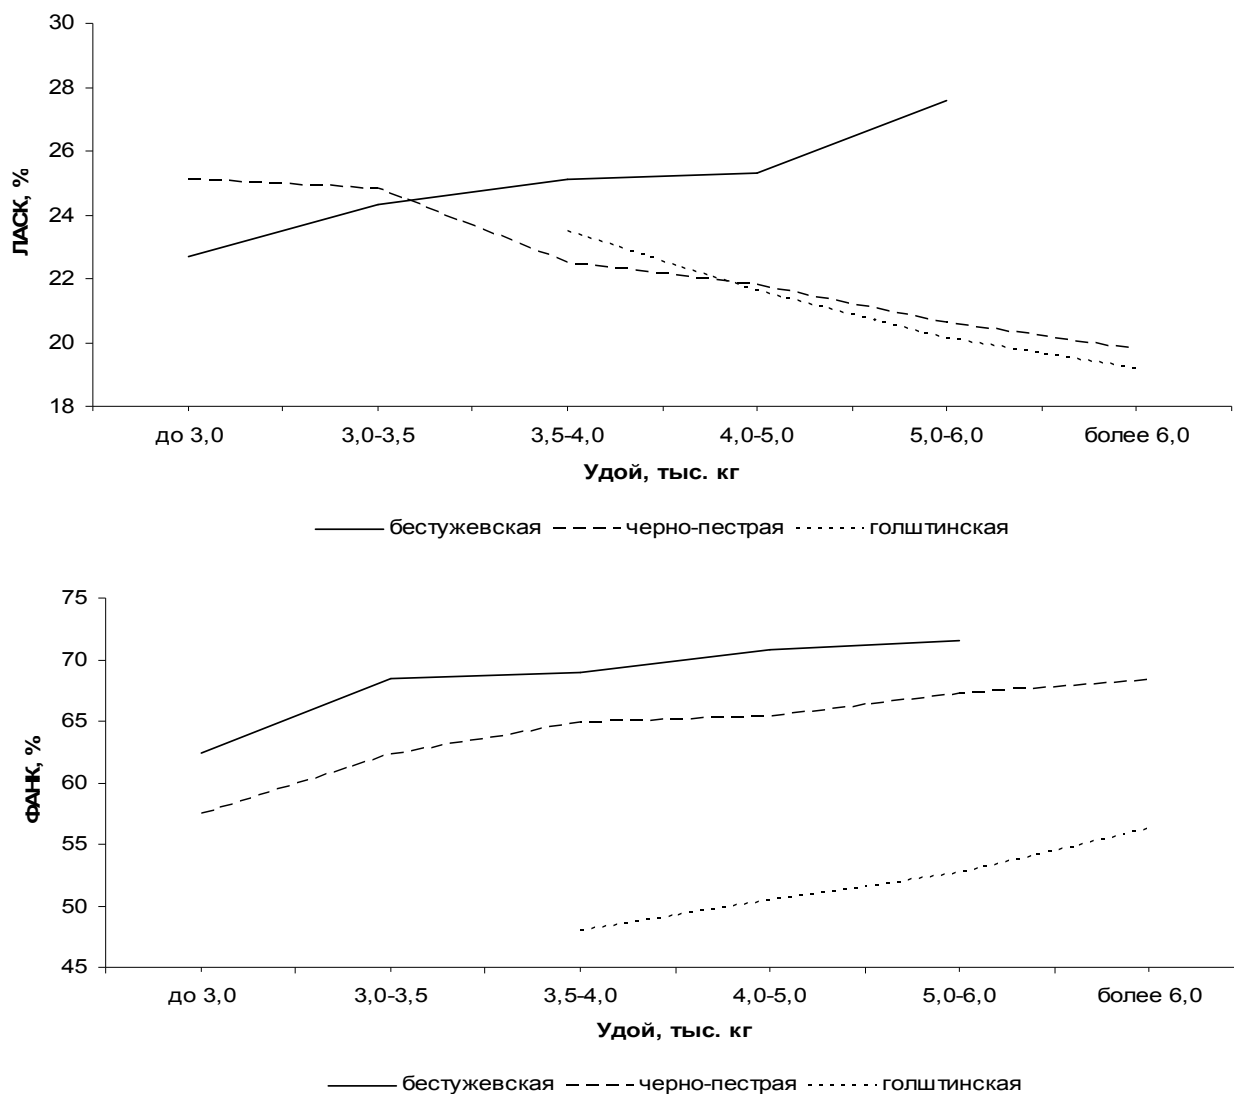 30
28
26
24
22
20
18
ЛАСК, %
до 3,0 3,0-3,5 3,5-4,0 4,0-5,0 5,0-6,0 более 6,0
Удой, тыс. кг
бестужевская черно-пестрая голштинская
75
70
65
60
55
50
45
ФАНК, %
до 3,0 3,0-3,5 3,5-4,0 4,0-5,0 5,0-6,0 более 6,0
Удой, тыс. кг
бестужевская черно-пестрая голштинская